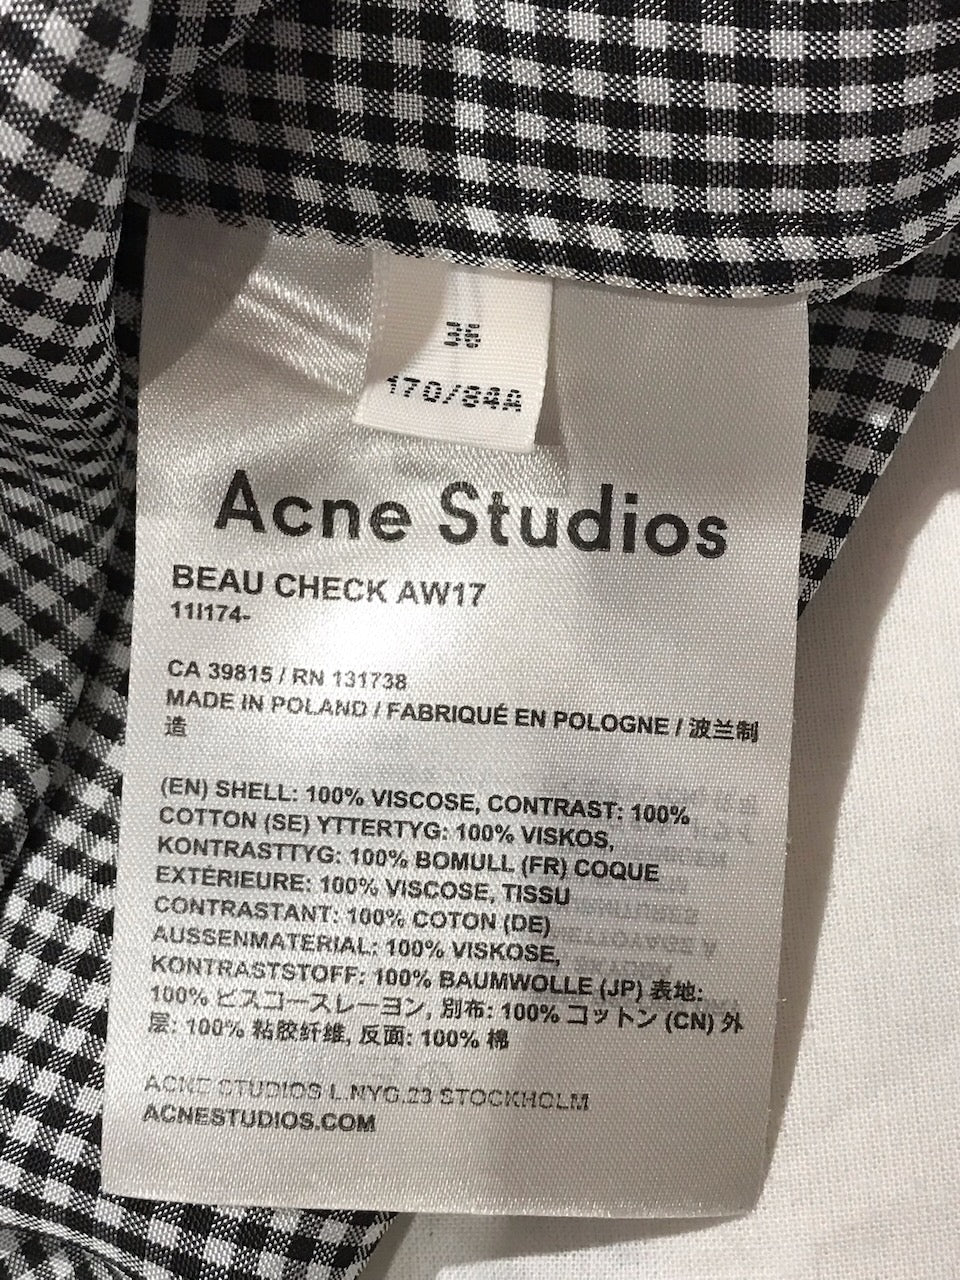 36
170/84A
Acne Studios
BEAU CHECK AW17
11I174-
CA 39815 / RN 131738
MADE IN POLAND / FABRIQUÉ EN POLOGNE / 波兰制
造
(EN) SHELL: 100% VISCOSE, CONTRAST: 100%
COTTON (SE) YTTERTYG: 100% VISKOS,
KONTRASTTYG: 100% BOMULL (FR) COQUE
EXTÉRIEURE: 100% VISCOSE, TISSU
CONTRASTANT: 100% COTON (DE)
AUSSENMATERIAL: 100% VISKOSE,
KONTRASTSTOFF: 100% BAUMWOLLE (JP) 表地:
100% ビスコースレーヨン, 別布: 100% コットン (CN) 外
层: 100% 粘胶纤维, 反面: 100% 棉
ACNE STUDIOS L.NYG.23 STOCKHOLM
ACNESTUDIOS.COM